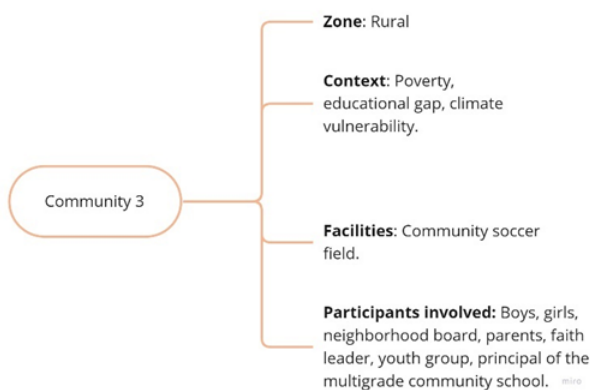 Zone: Rural
Context: Poverty,
educational gap, climate
vulnerability.
Community 3
Facilities: Community soccer
field.
Participants involved: Boys, girls,
neighborhood board, parents, faith
leader, youth group, principal of the
multigrade community school.
miro